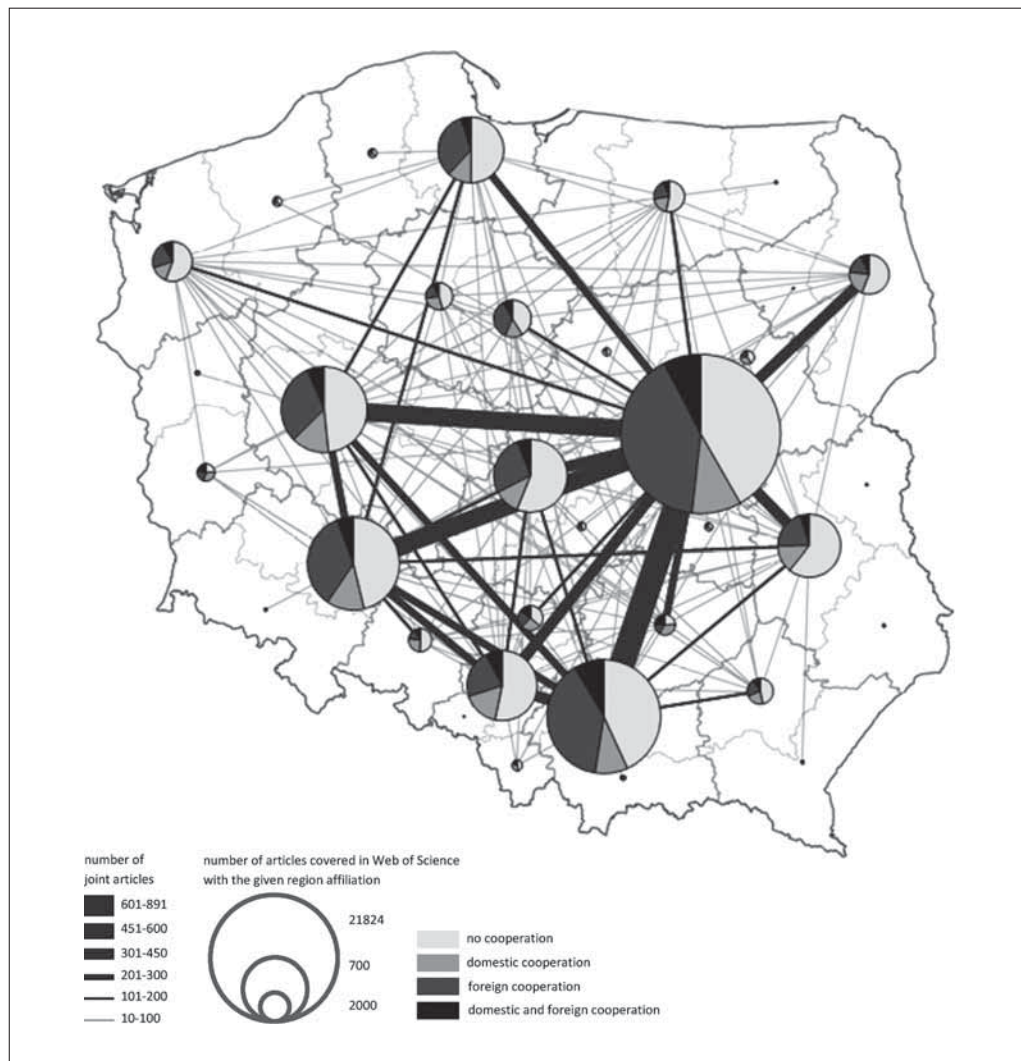 number of
joint articles
601-891
451-600
301-450
201-300
101-200
10-100
number of articles covered in Web of Science
with the given region affiliation
21824
700
2000
no cooperation
domestic cooperation
foreign cooperation
domestic and foreign cooperation